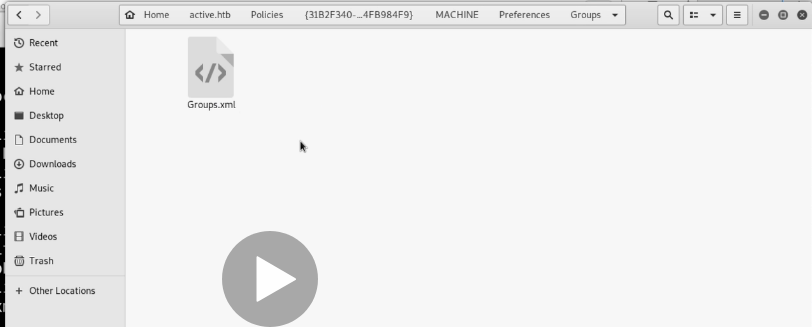 Home active.htb Policies {31B2F340-...4FB984F9} MACHINE Preferences Groups
Recent
Starred
Home
Desktop
Documents
Downloads
Music
Pictures
Videos
Trash
Other Locations
Groups.xml